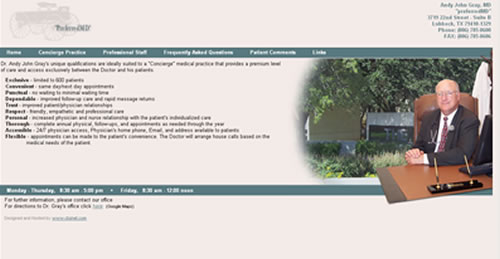 "PreferredMD"
Andy John Gray, MD
"preferredMD"
3719 22nd Street - Suite B
Lubbock, TX 79410-1329
Phone: (806) 785-
FAX: (806) 785-
Home Concierge Practice Professional Staff Frequently Asked Questions Patient Comments Links
Dr. Andy John Gray's unique qualifications are ideally suited to a "Concierge" medical practice that provides a premium level
of care and access exclusively between the Doctor and his patients:
Exclusive - limited to 600 patients
Convenient - same day/next day appointments
Punctual - no waiting to minimal waiting time
Dependable - improved follow-up care and rapid message returns
Trust - improved patient/physician relationships
Respect - friendly, empathetic and professional care
Personal - increased physician and nurse relationship with the patient's individualized care
Thorough - complete annual physical, follow-ups, and appointments as needed through the year
Accessible - 24/7 physician access, Physician's home phone, Email, and address available to patients
Flexible - appointments can be made to the patient's convenience. The Doctor will arrange house calls based on the
medical needs of the patient.
Monday - Thursday, 8:30 am - 5:00 pm • Friday, 8:30 am - 12:00 noon
For further information, please contact our office
For directions to Dr. Gray's office click here (Google Maps)
Designed and Hosted by